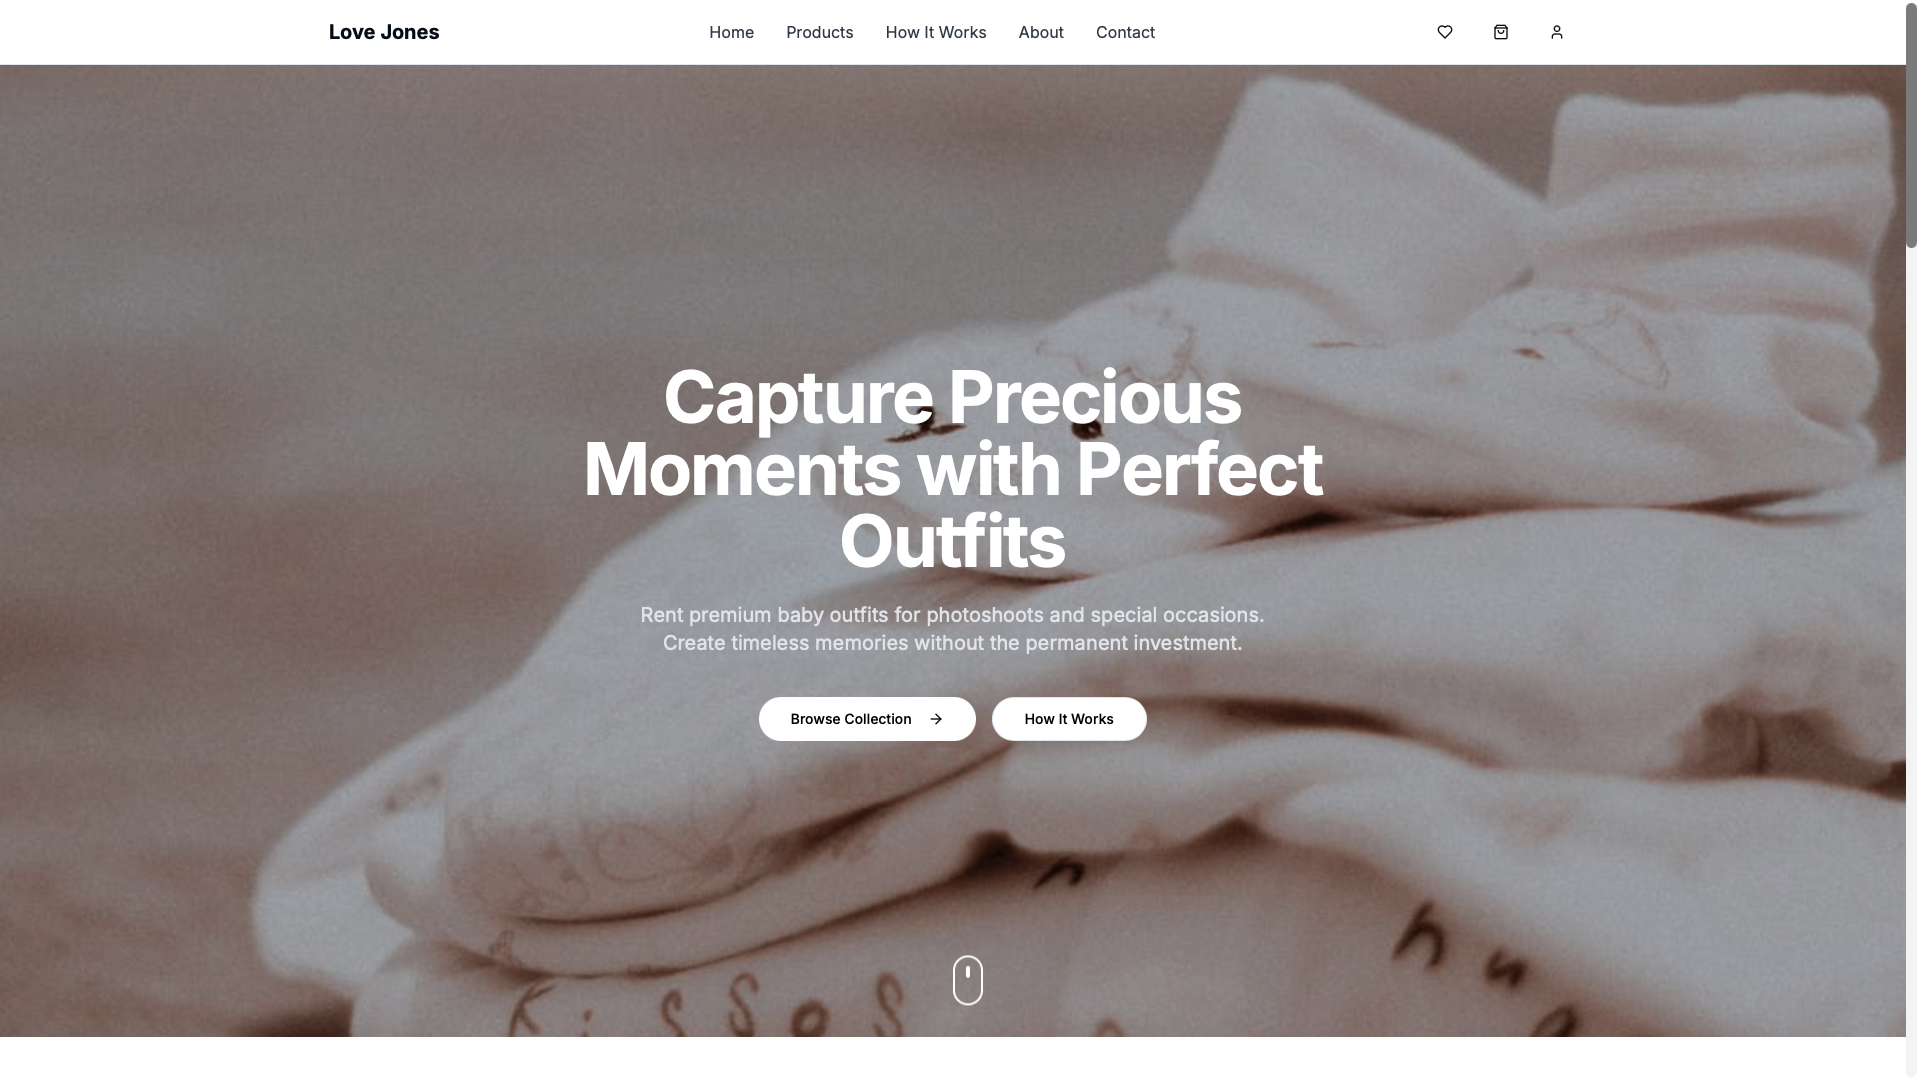 Love Jones
Home Products How It Works About Contact
Capture Precious
Moments with Perfect
Outfits
Rent premium baby outfits for photoshoots and special occasions.
Create timeless memories without the permanent investment.
Browse Collection How It Works
kisses